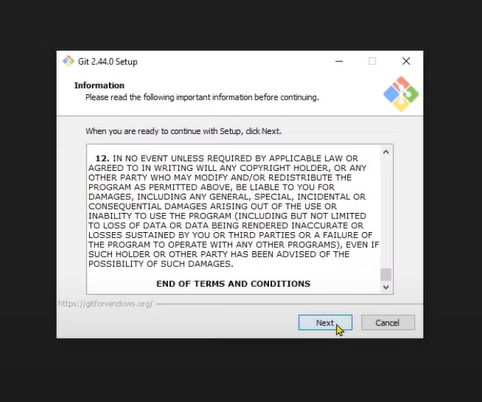 Git 2.44.0 Setup
Information
Please read the following important information before continuing.
When you are ready to continue with Setup, click Next.
12. IN NO EVENT UNLESS REQUIRED BY APPLICABLE LAW OR
AGREED TO IN WRITING WILL ANY COPYRIGHT HOLDER, OR ANY
OTHER PARTY WHO MAY MODIFY AND/OR REDISTRIBUTE THE
PROGRAM AS PERMITTED ABOVE, BE LIABLE TO YOU FOR
DAMAGES, INCLUDING ANY GENERAL, SPECIAL, INCIDENTAL OR
CONSEQUENTIAL DAMAGES ARISING OUT OF THE USE OR
INABILITY TO USE THE PROGRAM (INCLUDING BUT NOT LIMITED
TO LOSS OF DATA OR DATA BEING RENDERED INACCURATE OR
LOSSES SUSTAINED BY YOU OR THIRD PARTIES OR A FAILURE OF
THE PROGRAM TO OPERATE WITH ANY OTHER PROGRAMS), EVEN IF
SUCH HOLDER OR OTHER PARTY HAS BEEN ADVISED OF THE
POSSIBILITY OF SUCH DAMAGES.
END OF TERMS AND CONDITIONS
https://gitforwindows.org/
Next
Cancel